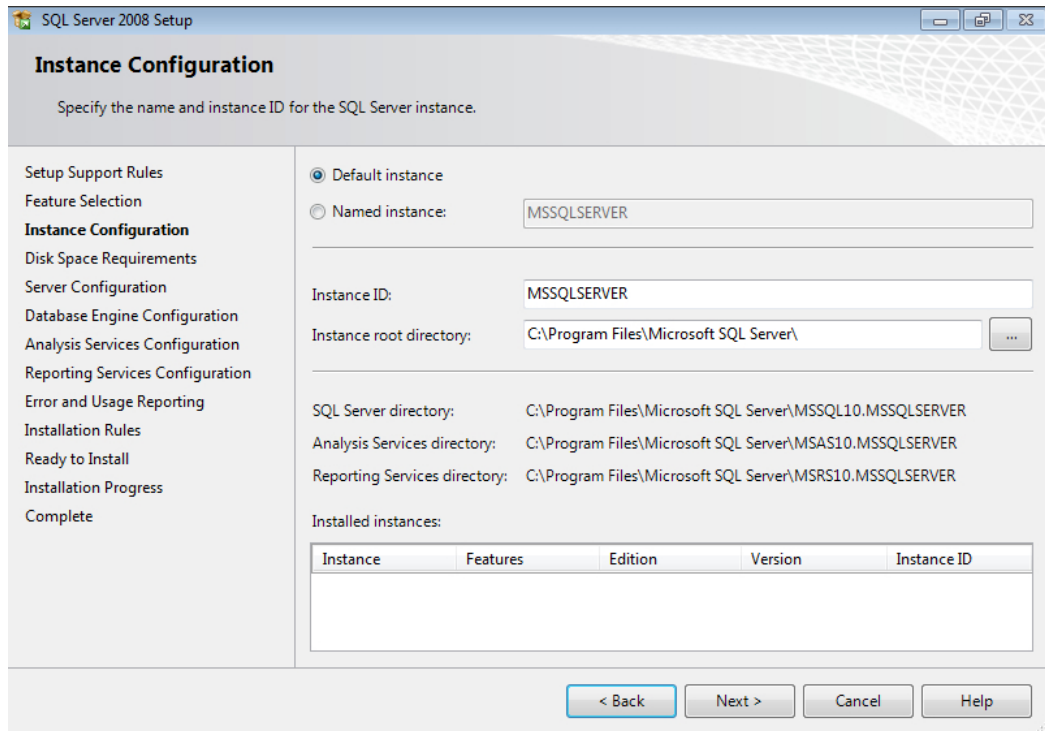 SQL Server 2008 Setup
Instance Configuration
Specify the name and instance ID for the SQL Server instance.
Setup Support Rules
Feature Selection
Instance Configuration
Disk Space Requirements
Server Configuration
Database Engine Configuration
Analysis Services Configuration
Reporting Services Configuration
Error and Usage Reporting
Installation Rules
Ready to Install
Installation Progress
Complete
Default instance
Named instance: MSSQLSERVER
Instance ID: MSSQLSERVER
Instance root directory: C:\Program Files\Microsoft SQL Server\ ...
SQL Server directory: C:\Program Files\Microsoft SQL Server\MSSQL10.MSSQLSERVER
Analysis Services directory: C:\Program Files\Microsoft SQL Server\MSAS10.MSSQLSERVER
Reporting Services directory: C:\Program Files\Microsoft SQL Server\MSRS10.MSSQLSERVER
Installed instances:
Instance Features Edition Version Instance ID
< Back Next > Cancel Help